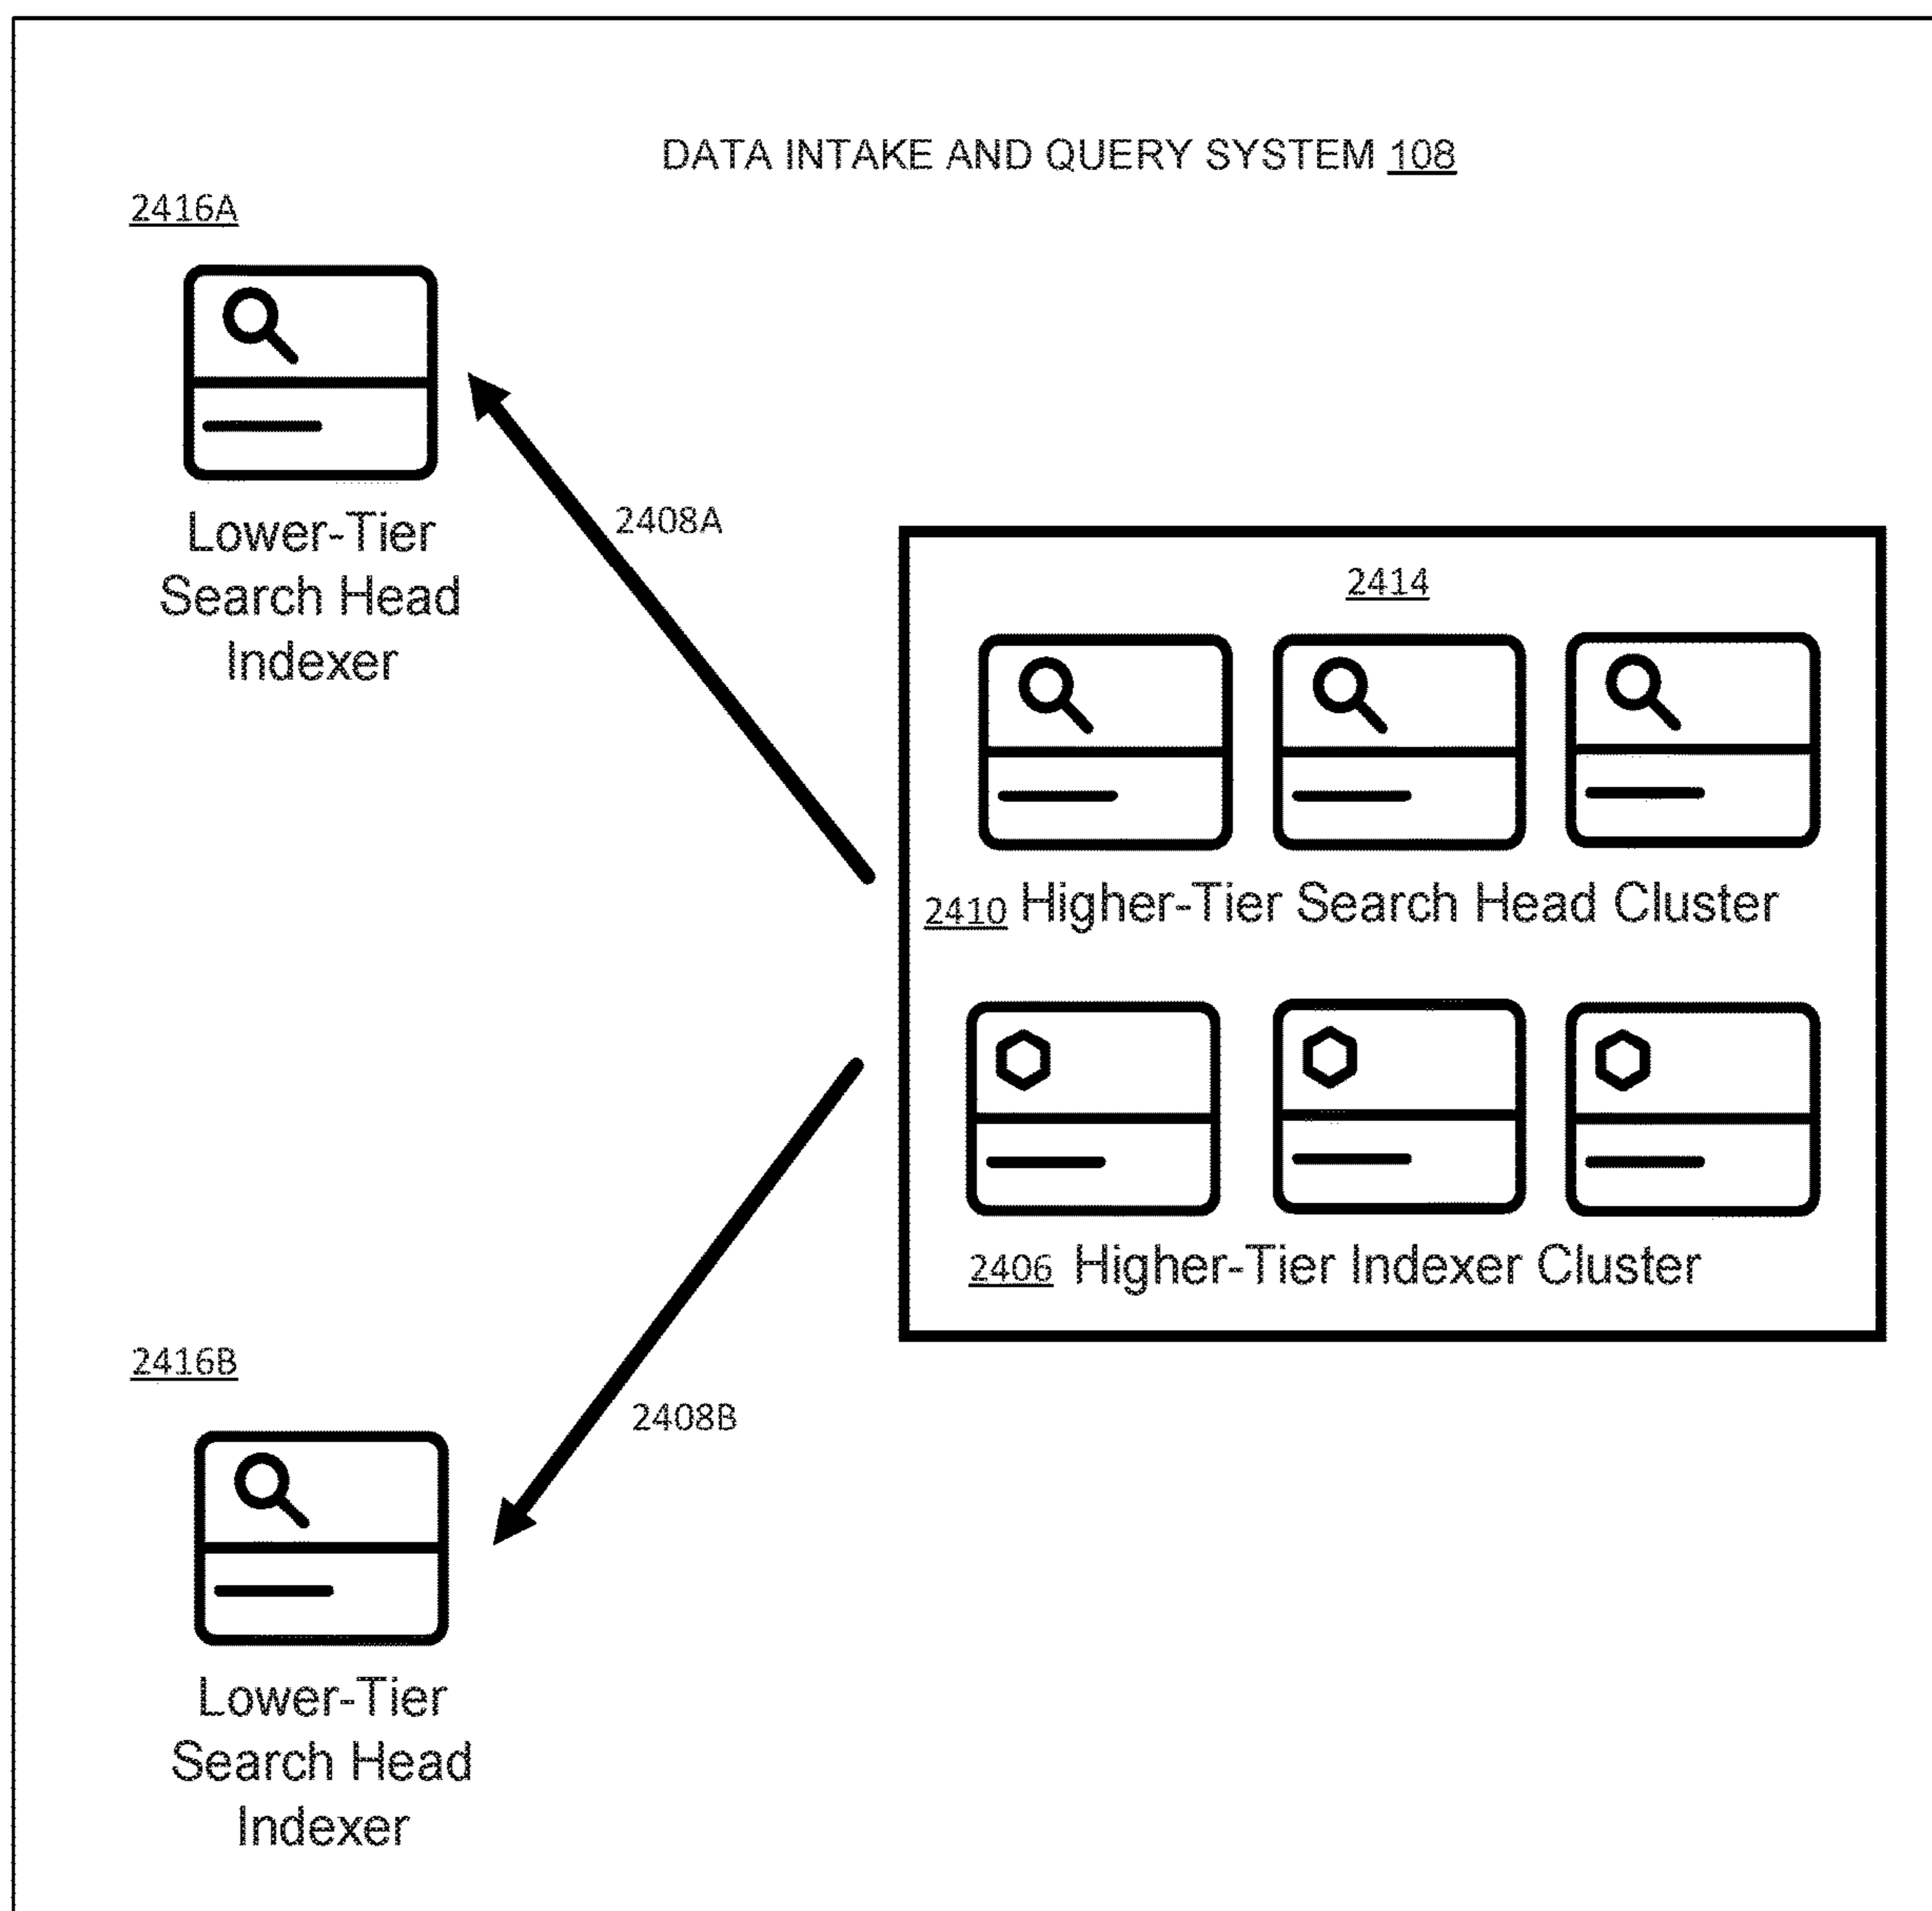 DATA INTAKE AND QUERY SYSTEM 108
2416A
Lower-Tier
Search Head
Indexer
2408A
2414
2410 Higher-Tier Search Head Cluster
2406 Higher-Tier Indexer Cluster
2416B
2408B
Lower-Tier
Search Head
Indexer